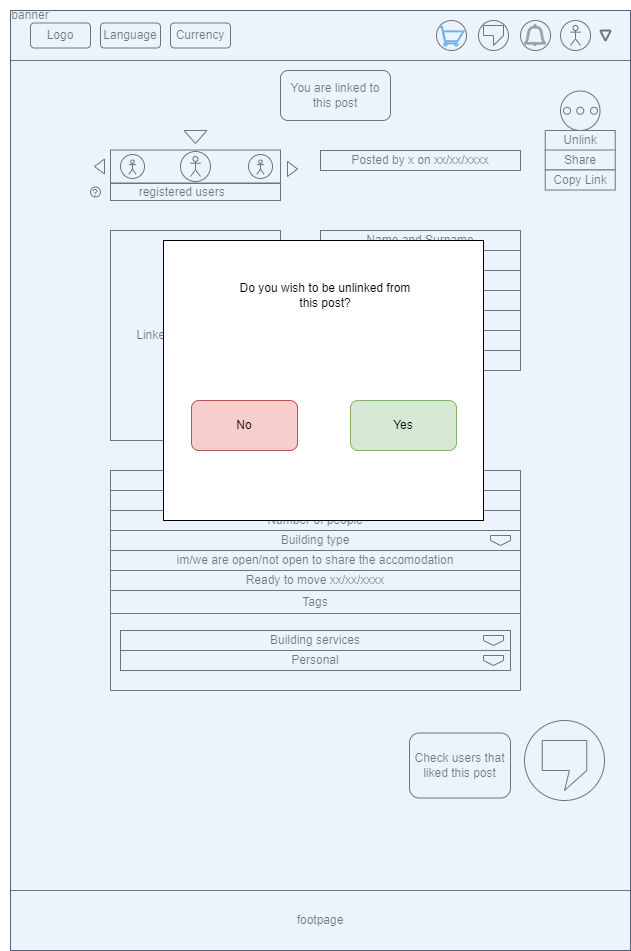 banner
Logo
Language
Currency
You are linked to
this post
Unlink
Share
Copy Link
Posted by x on xx/xx/xxxx
?
registered users
Name and Surname
Do you wish to be unlinked from
this post?
No
Yes
Number of people
Building type
im/we are open/not open to share the accomodation
Ready to move xx/xx/xxxx
Tags
Building services
Personal
Check users that
liked this post
footpage